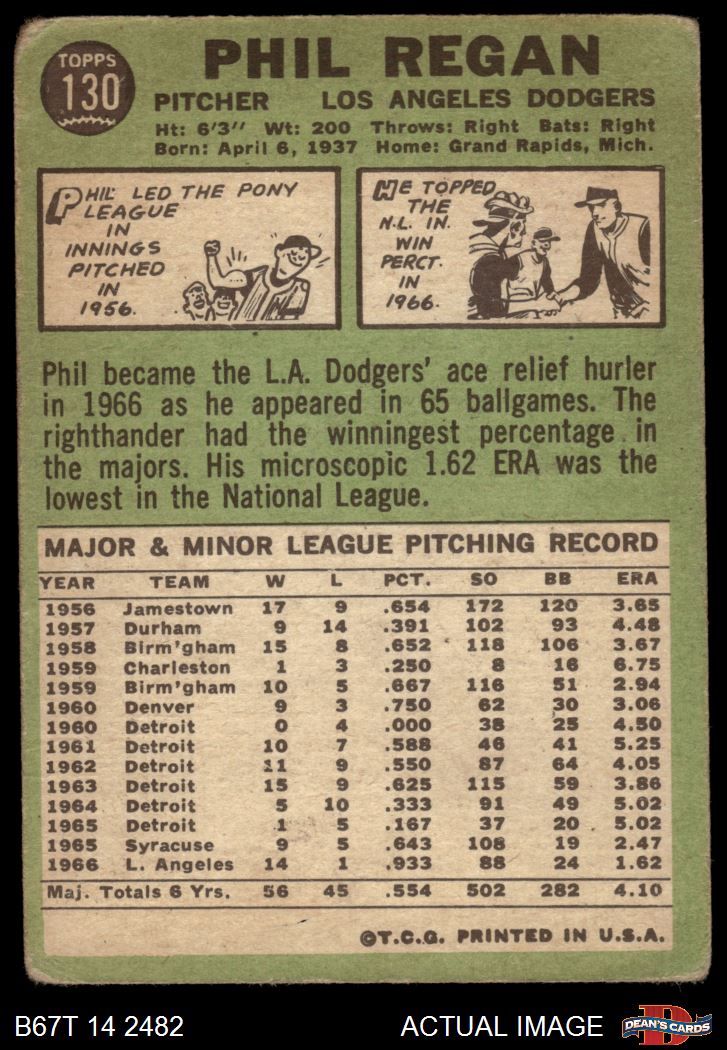 TOPPS
130
PHIL REGAN
PITCHER LOS ANGELES DODGERS
Ht: 6'3" Wt: 200 Throws: Right Bats: Right
Born: April 6, 1937 Home: Grand Rapids, Mich.
PHIL LED THE PONY
LEAGUE
IN
INNINGS
PITCHED
IN
1956.
HE TOPPED
THE
N.L. IN.
WIN
PERCT.
IN
1966.
Phil became the L.A. Dodgers' ace relief hurler
in 1966 as he appeared in 65 ballgames. The
righthander had the winningest percentage in
the majors. His microscopic 1.62 ERA was the
lowest in the National League.
MAJOR & MINOR LEAGUE PITCHING RECORD
YEAR TEAM W L PCT. SO BB ERA
1956 Jamestown 17 9 .654 172 120 3.65
1957 Durham 9 14 .391 102 93 4.48
1958 Birm'gham 15 8 .652 118 106 3.67
1959 Charleston 1 3 .250 8 16 6.75
1959 Birm'gham 10 5 .667 116 51 2.94
1960 Denver 9 3 .750 62 30 3.06
1960 Detroit 0 4 .000 38 25 4.50
1961 Detroit 10 7 .588 46 41 5.25
1962 Detroit 11 9 .550 87 64 4.05
1963 Detroit 15 9 .625 115 59 3.86
1964 Detroit 5 10 .333 91 49 5.02
1965 Detroit 1 5 .167 37 20 5.02
1965 Syracuse 9 5 .643 108 19 2.47
1966 L. Angeles 14 1 .933 88 24 1.62
Maj. Totals 6 Yrs. 56 45 .554 502 282 4.10
©T.C.G. PRINTED IN U.S.A.
B67T 14 2482 ACTUAL IMAGE
D
DEAN'S CARDS